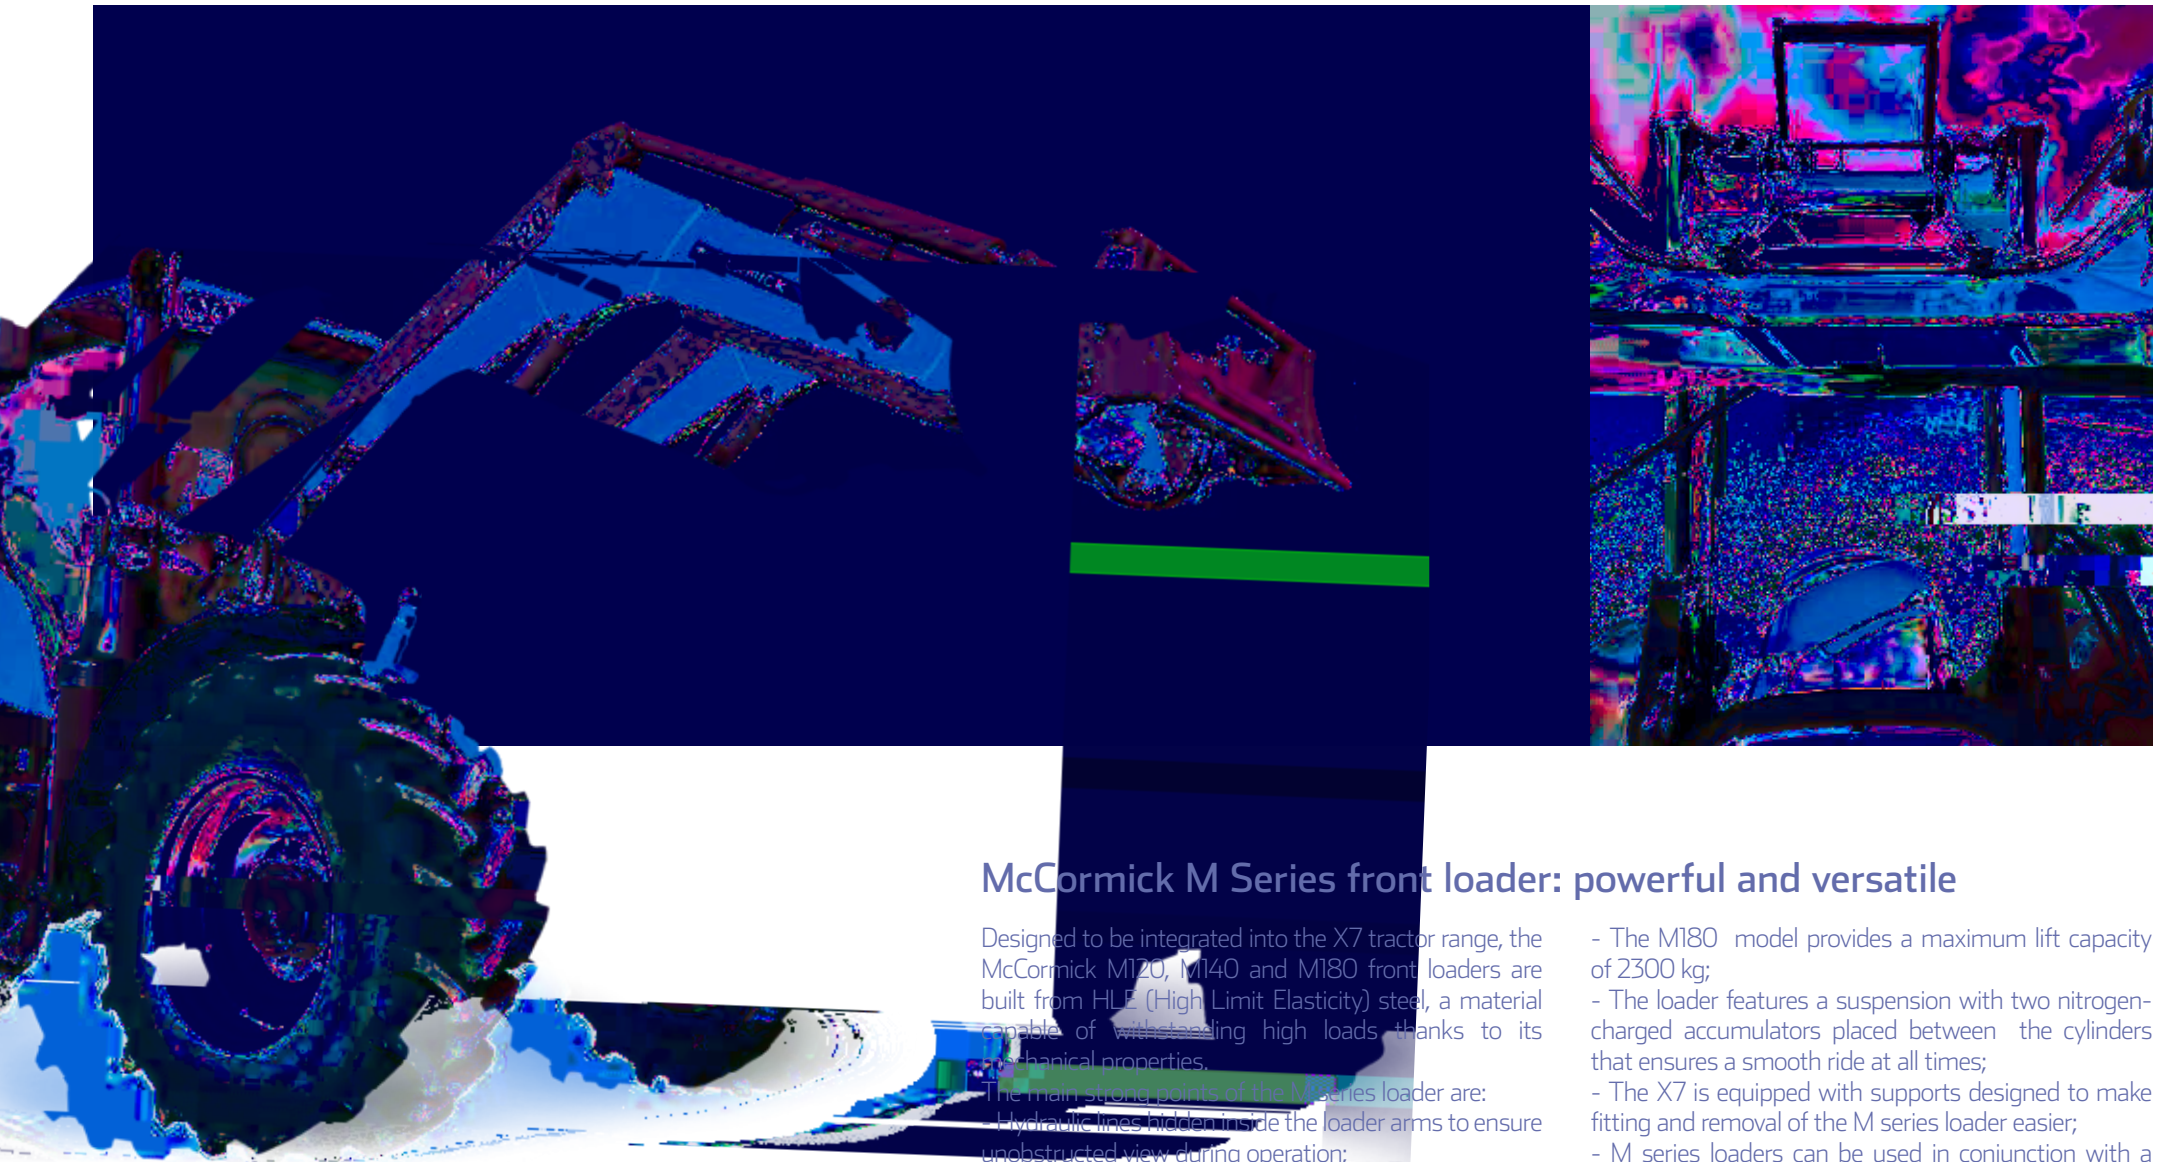 McCormick M Series front loader: powerful and versatile
Designed to be integrated into the X7 tractor range, the
McCormick M120, M140 and M180 front loaders are
built from HLE (High Limit Elasticity) steel, a material
capable of withstanding high loads thanks to its
mechanical properties.
The main strong points of the M series loader are:
- Hydraulic lines hidden inside the loader arms to ensure
unobstructed view during operation;
- The M180 model provides a maximum lift capacity
of 2300 kg;
- The loader features a suspension with two nitrogen-
charged accumulators placed between the cylinders
that ensures a smooth ride at all times;
- The X7 is equipped with supports designed to make
fitting and removal of the M series loader easier;
- M series loaders can be used in conjunction with a